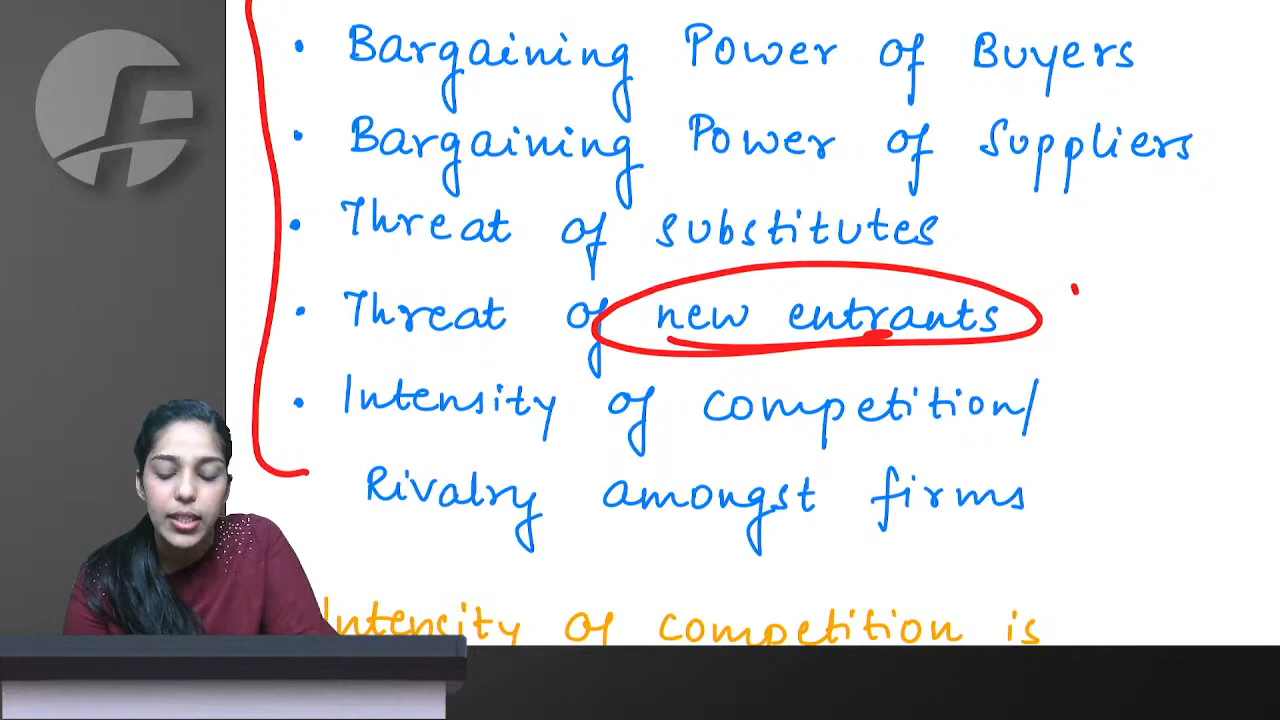 • Bargaining Power of Buyers
• Bargaining Power of Suppliers
• Threat of substitutes
• Threat of new entrants
• Intensity of competition/
Rivalry amongst firms
Intensity of competition is